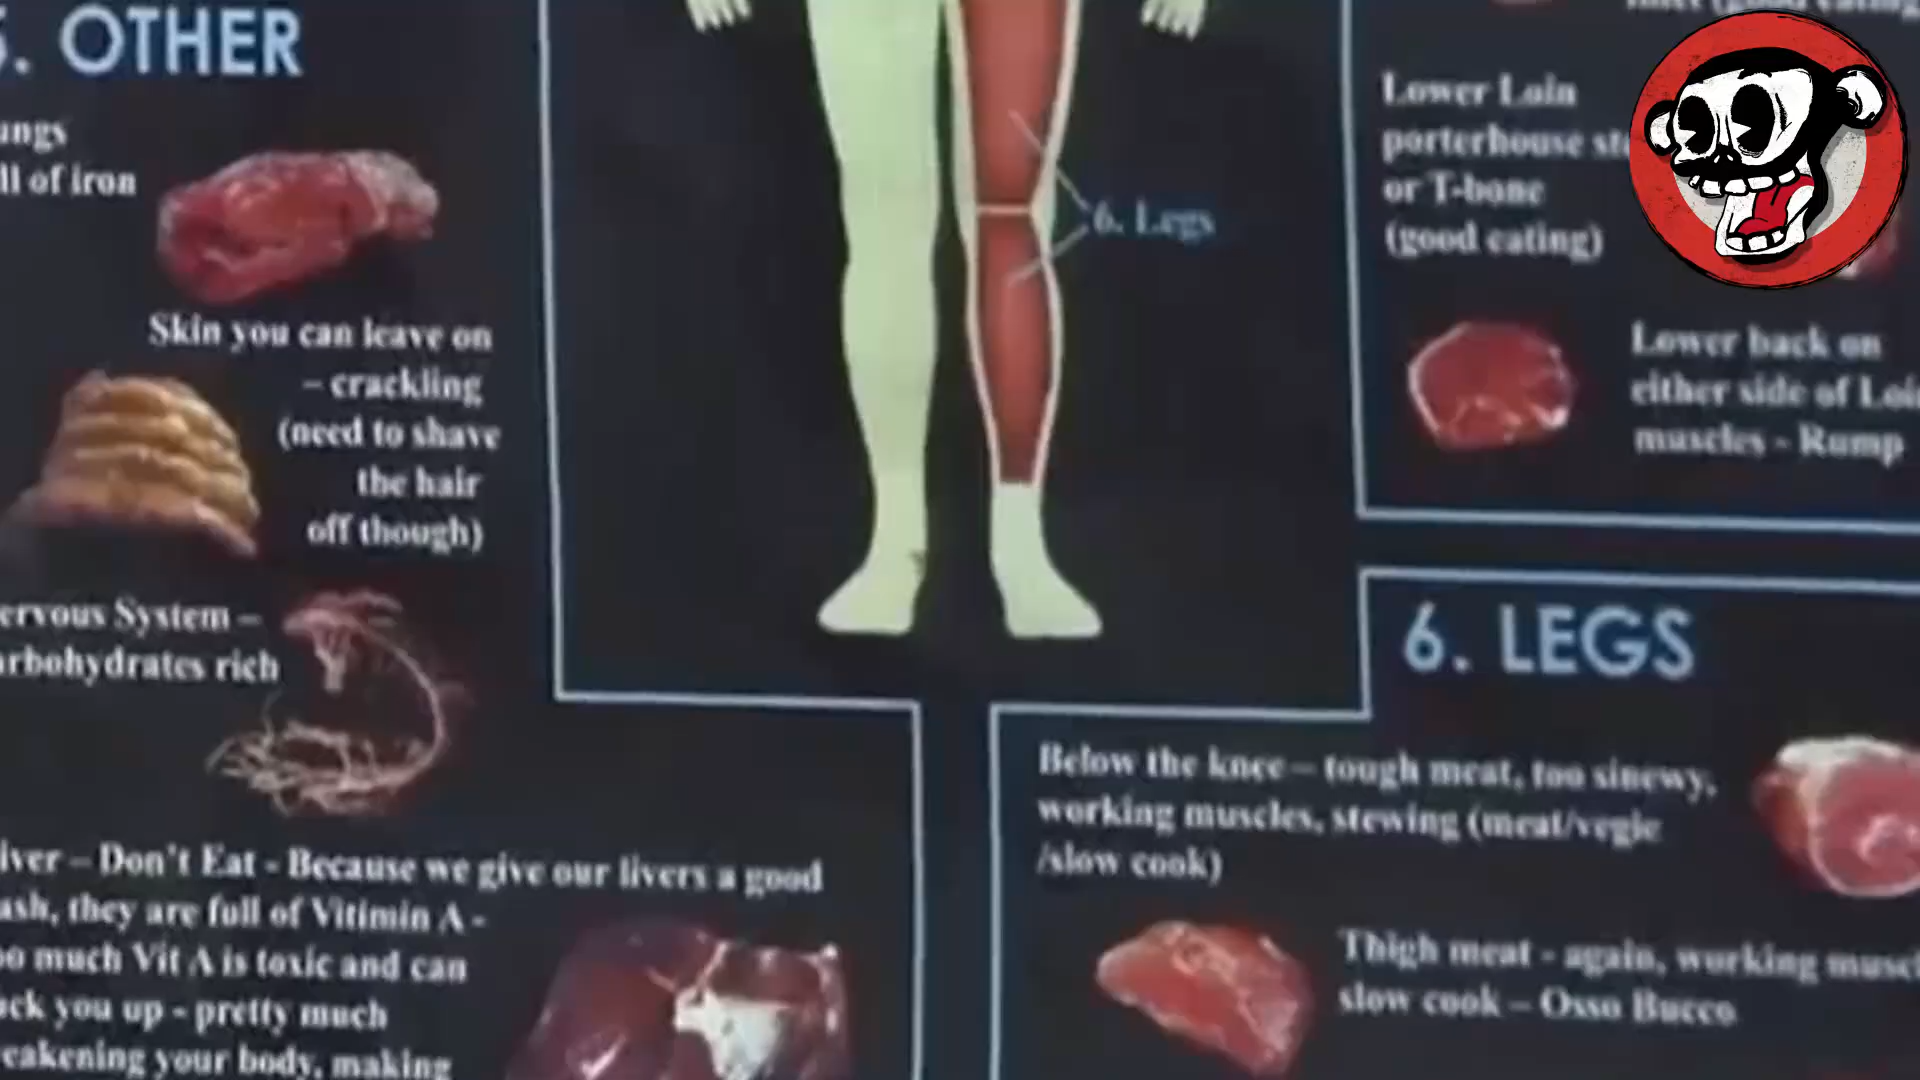 5. OTHER
ungs
ll of iron
Skin you can leave on
– crackling
(need to shave
the hair
off though)
ervous System –
arbohydrates rich
iver – Don't Eat - Because we give our livers a good
ash, they are full of Vitimin A -
oo much Vit A is toxic and can
ck you up - pretty much
eakening your body, making
6. Legs
Lower Loin
porterhouse st
or T-bone
(good eating)
Lower back on
either side of Loi
muscles - Rump
6. LEGS
Below the knee – tough meat, too sinewy,
working muscles, stewing (meat/vegie
/slow cook)
Thigh meat - again, working musc
slow cook – Osso Bucco